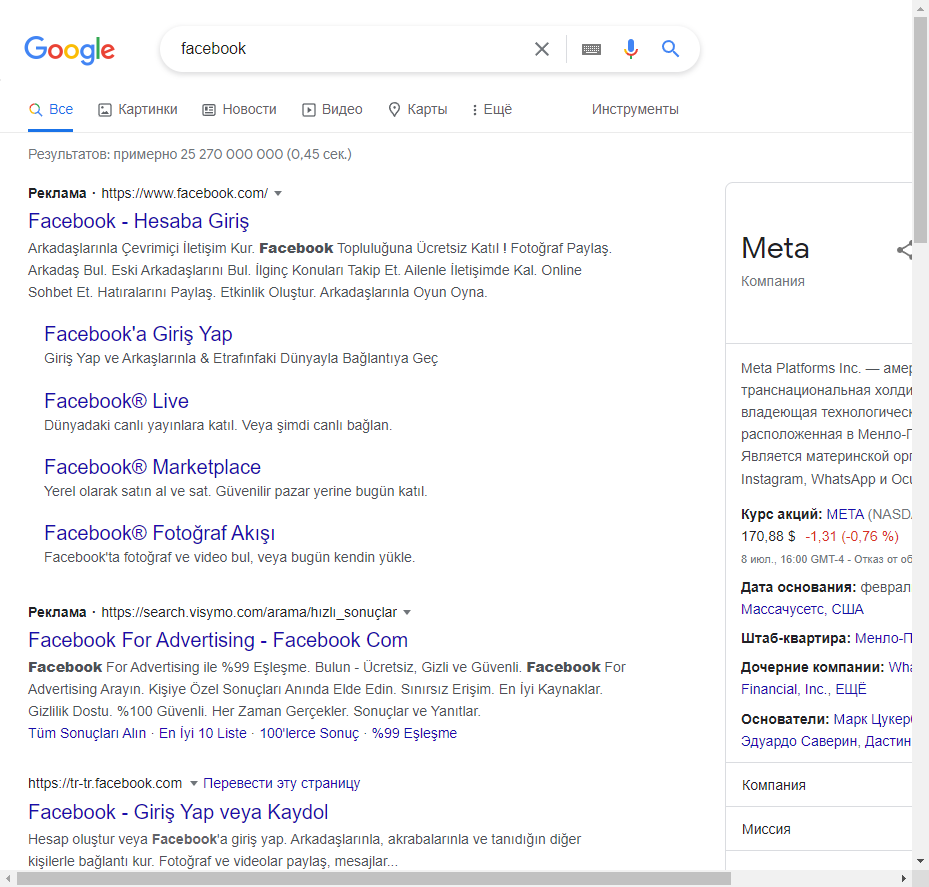 Google
facebook
Все
Картинки
Новости
Видео
Карты
Ещё
Инструменты
Результатов: примерно 25 270 000 000 (0,45 сек.)
Реклама · https://www.facebook.com/
Facebook - Hesaba Giriş
Arkadaşlarınla Çevrimiçi İletişim Kur. Facebook Topluluğuna Ücretsiz Katıl ! Fotoğraf Paylaş.
Arkadaş Bul. Eski Arkadaşlarını Bul. İlginç Konuları Takip Et. Ailenle İletişimde Kal. Online
Sohbet Et. Hatıralarını Paylaş. Etkinlik Oluştur. Arkadaşlarınla Oyun Oyna.
Facebook'a Giriş Yap
Giriş Yap ve Arkaşlarınla & Etrafınfaki Dünyayla Bağlantıya Geç
Facebook® Live
Dünyadaki canlı yayınlara katıl. Veya şimdi canlı bağlan.
Facebook® Marketplace
Yerel olarak satın al ve sat. Güvenilir pazar yerine bugün katıl.
Facebook® Fotoğraf Akışı
Facebook'ta fotoğraf ve video bul, veya bugün kendin yükle.
Реклама · https://search.visymo.com/arama/hızlı_sonuçlar
Facebook For Advertising - Facebook Com
Facebook For Advertising ile %99 Eşleşme. Bulun - Ücretsiz, Gizli ve Güvenli. Facebook For
Advertising Arayın. Kişiye Özel Sonuçları Anında Elde Edin. Sınırsız Erişim. En İyi Kaynaklar.
Gizlilik Dostu. %100 Güvenli. Her Zaman Gerçekler. Sonuçlar ve Yanıtlar.
Tüm Sonuçları Alın · En İyi 10 Liste · 100'lerce Sonuç · %99 Eşleşme
https://tr-tr.facebook.com Перевести эту страницу
Facebook - Giriş Yap veya Kaydol
Hesap oluştur veya Facebook'a giriş yap. Arkadaşlarınla, akrabalarınla ve tanıdığın diğer
kişilerle bağlantı kur. Fotoğraf ve videolar paylaş, mesajlar...
Meta
Компания
Meta Platforms Inc. — амер
транснациональная холди
владеющая технологическ
расположенная в Менло-П
Является материнской орг
Instagram, WhatsApp и Ocu
Курс акций: META (NASDA
170,88 $ -1,31 (-0,76 %)
8 июл., 16:00 GMT-4 - Отказ от об
Дата основания: феврал
Массачусетс, США
Штаб-квартира: Менло-П
Дочерние компании: Wha
Financial, Inc., ЕЩЁ
Основатели: Марк Цукерб
Эдуардо Саверин, Дастин
Компания
Миссия